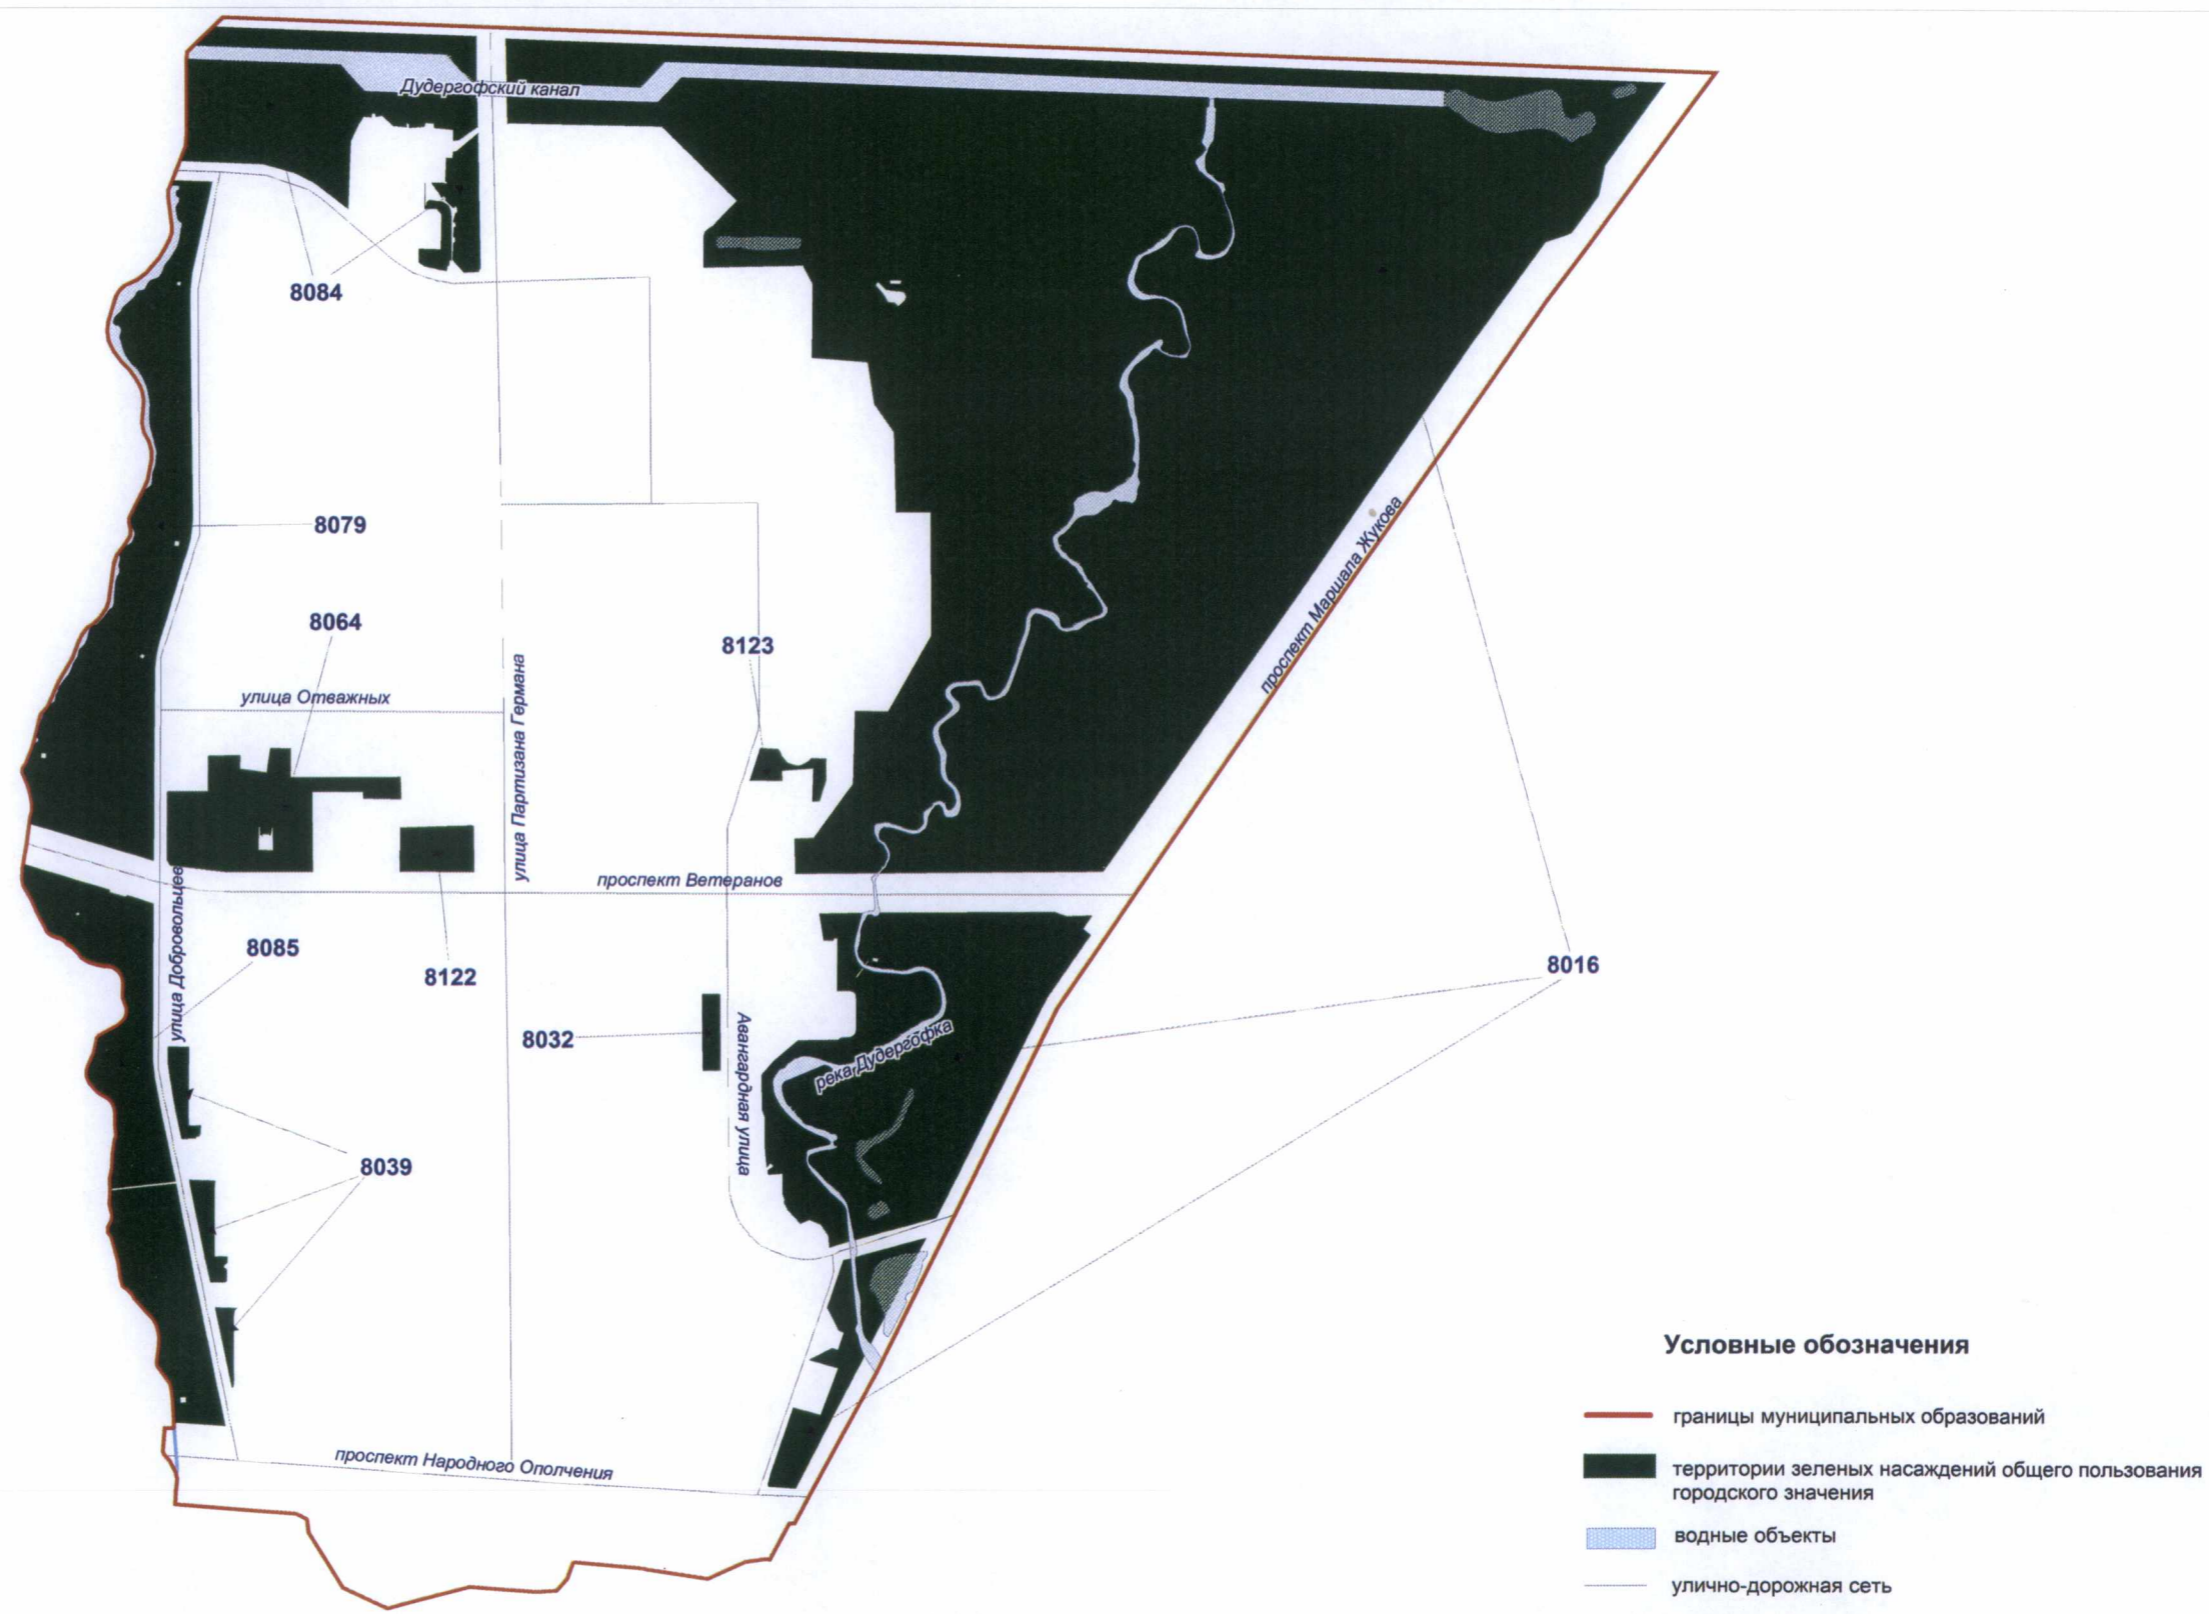 Дудергофский канал
8084
8079
8064
8123
улица Отважных
улица Партизана Германа
проспект Маршала Жукова
проспект Ветеранов
улица Добровольцев
8085
8122
8016
8032
Авангардная улица
река Дудергофка
8039
проспект Народного Ополчения
Условные обозначения
границы муниципальных образований
территории зеленых насаждений общего пользования
городского значения
водные объекты
улично-дорожная сеть